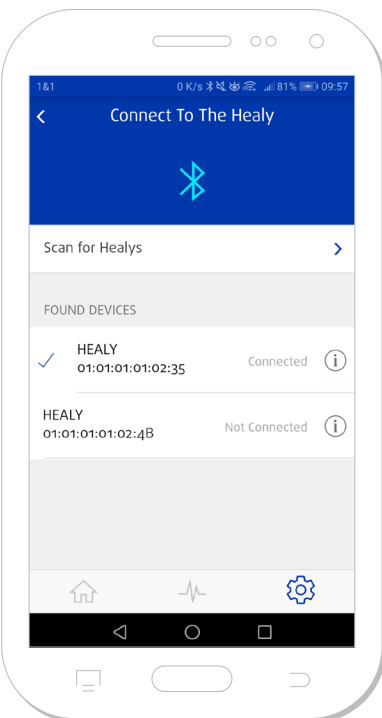 1&1 0 K/s 81% 09:57
Connect To The Healy
Scan for Healys
FOUND DEVICES
HEALY
01:01:01:01:02:35 Connected
HEALY
01:01:01:01:02:4B Not Connected